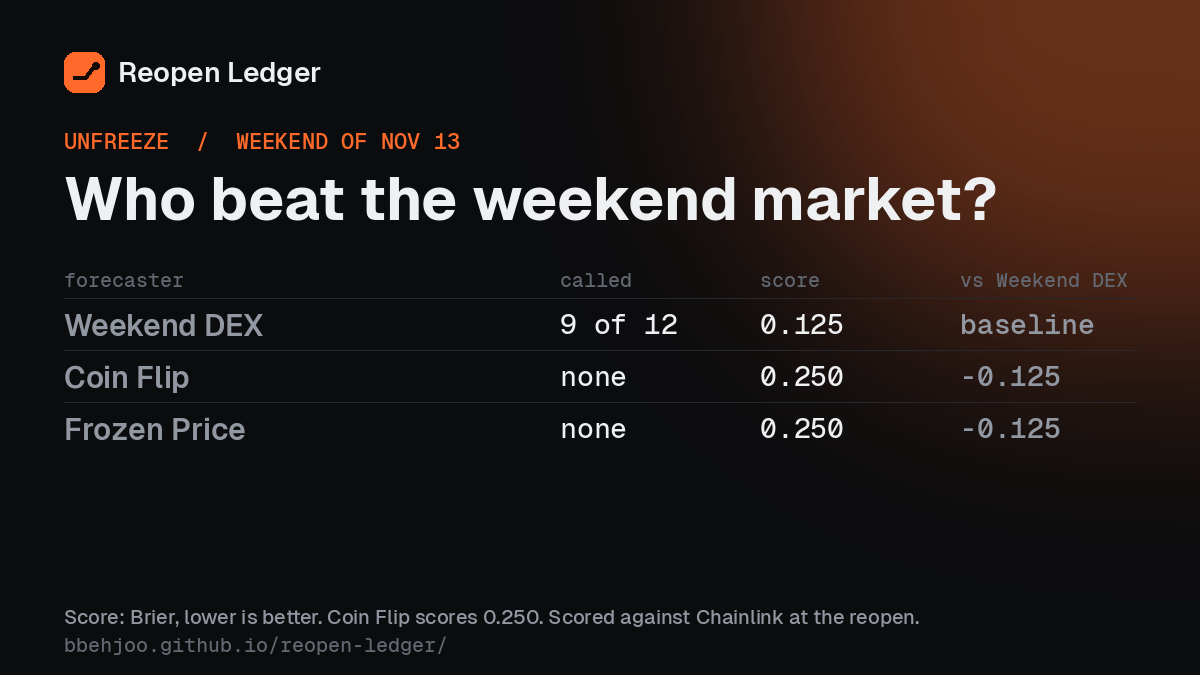 Reopen Ledger
UNFREEZE / WEEKEND OF NOV 13
Who beat the weekend market?
forecaster called score vs Weekend DEX
Weekend DEX 9 of 12 0.125 baseline
Coin Flip none 0.250 -0.125
Frozen Price none 0.250 -0.125
Score: Brier, lower is better. Coin Flip scores 0.250. Scored against Chainlink at the reopen.
bbehjoo.github.io/reopen-ledger/